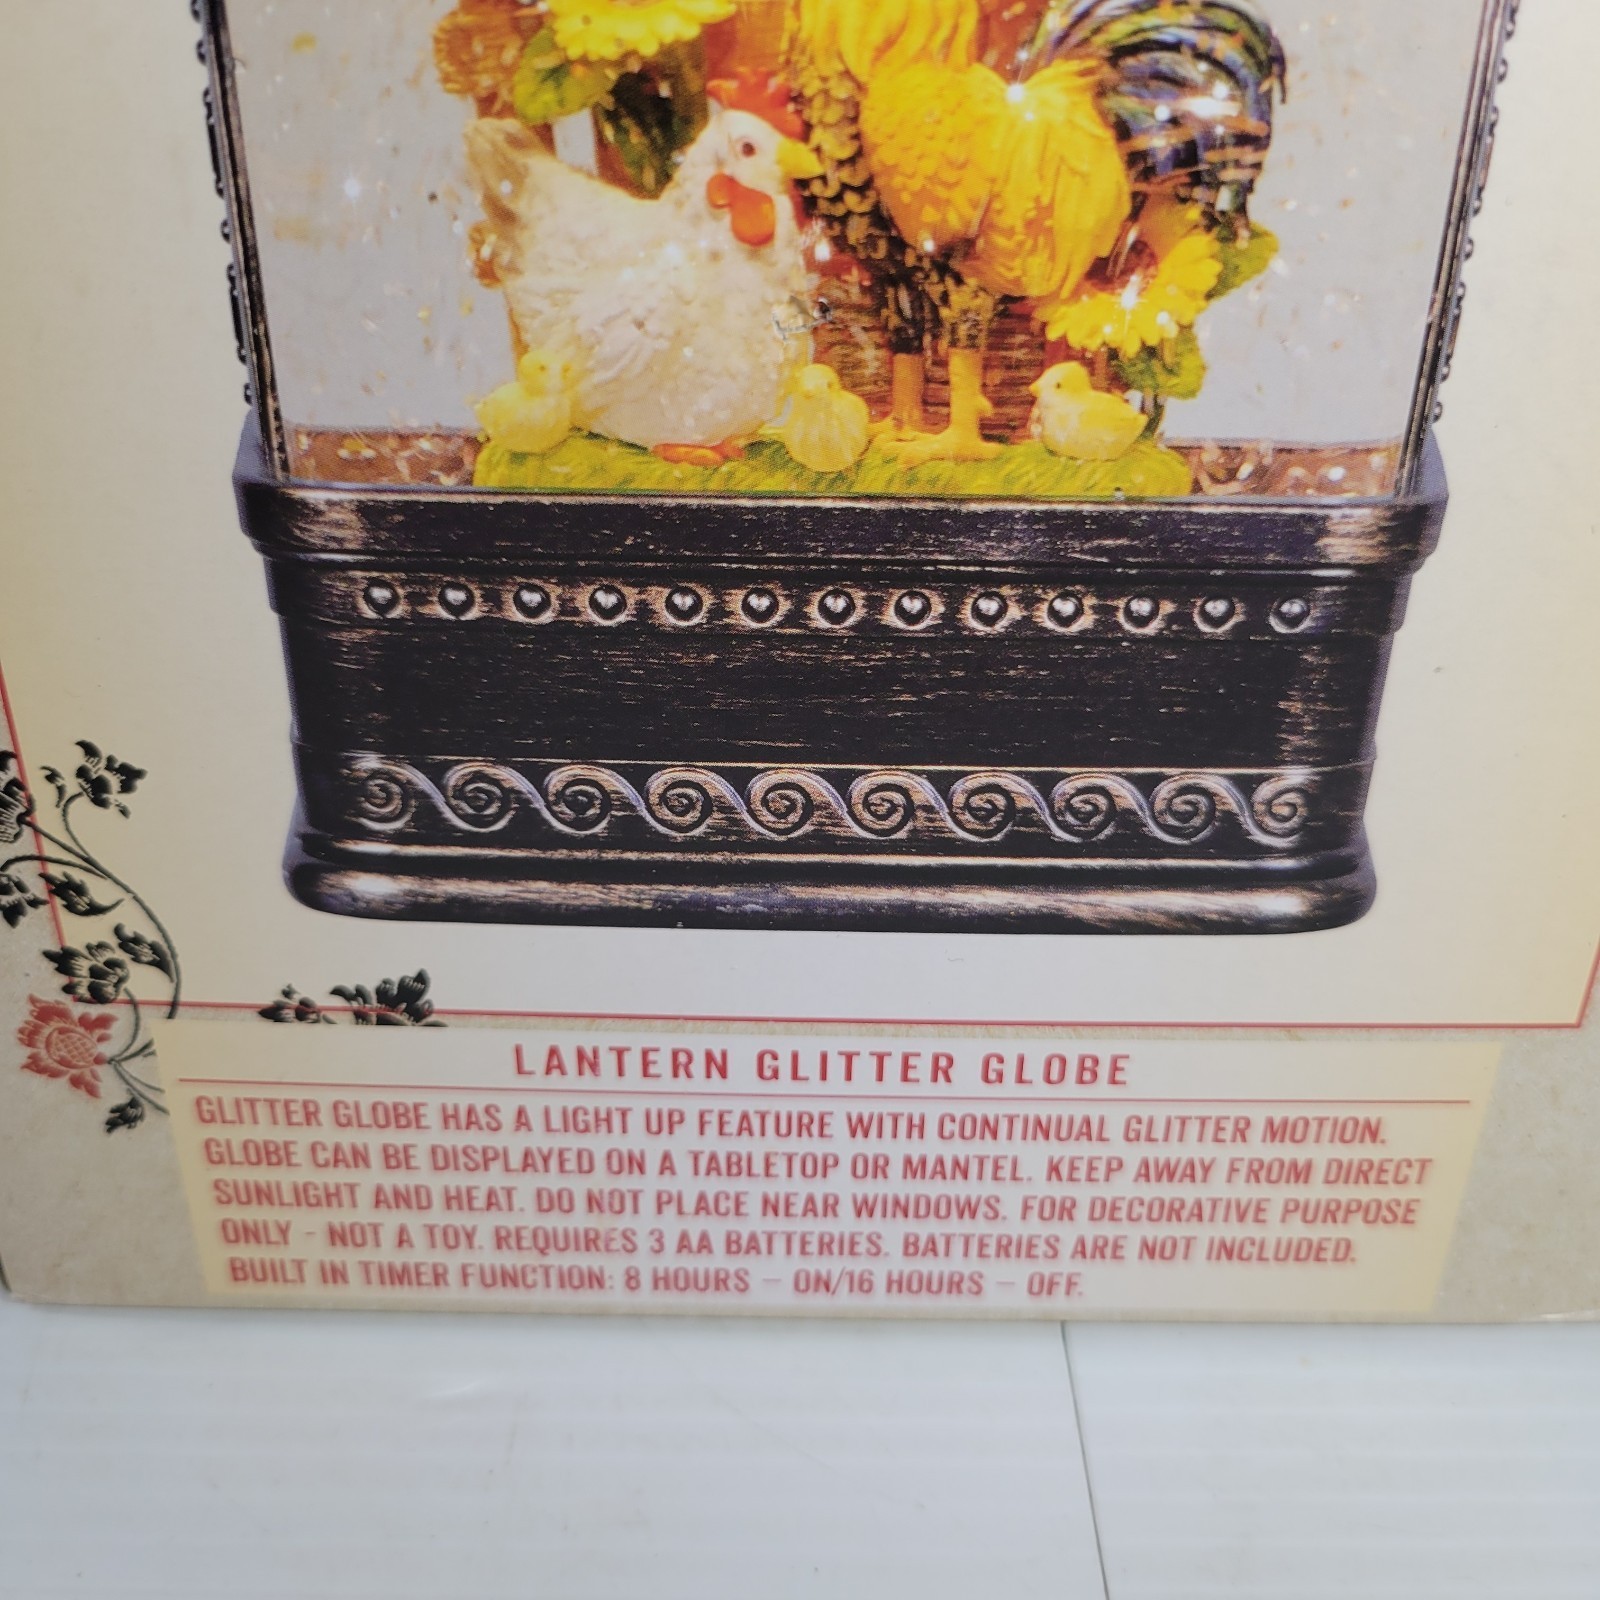 LANTERN GLITTER GLOBE
GLITTER GLOBE HAS A LIGHT UP FEATURE WITH CONTINUAL GLITTER MOTION.
GLOBE CAN BE DISPLAYED ON A TABLETOP OR MANTEL. KEEP AWAY FROM DIRECT
SUNLIGHT AND HEAT. DO NOT PLACE NEAR WINDOWS. FOR DECORATIVE PURPOSE
ONLY - NOT A TOY. REQUIRES 3 AA BATTERIES. BATTERIES ARE NOT INCLUDED.
BUILT IN TIMER FUNCTION: 8 HOURS – ON/16 HOURS – OFF.